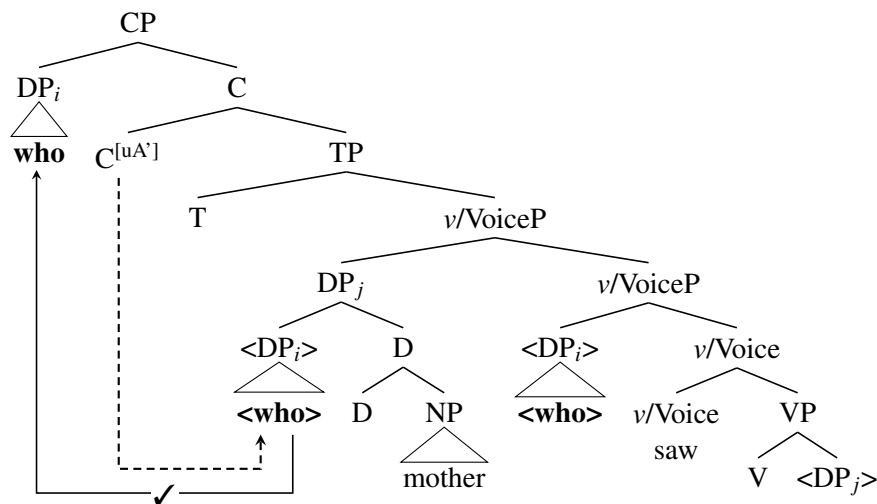 CP
DP_i C
who C^[uA'] TP
T v/VoiceP
DP_j v/VoiceP
<DP_i> D <DP_i> v/Voice
<who> D NP <who> v/Voice VP
mother saw V <DP_j>
✓